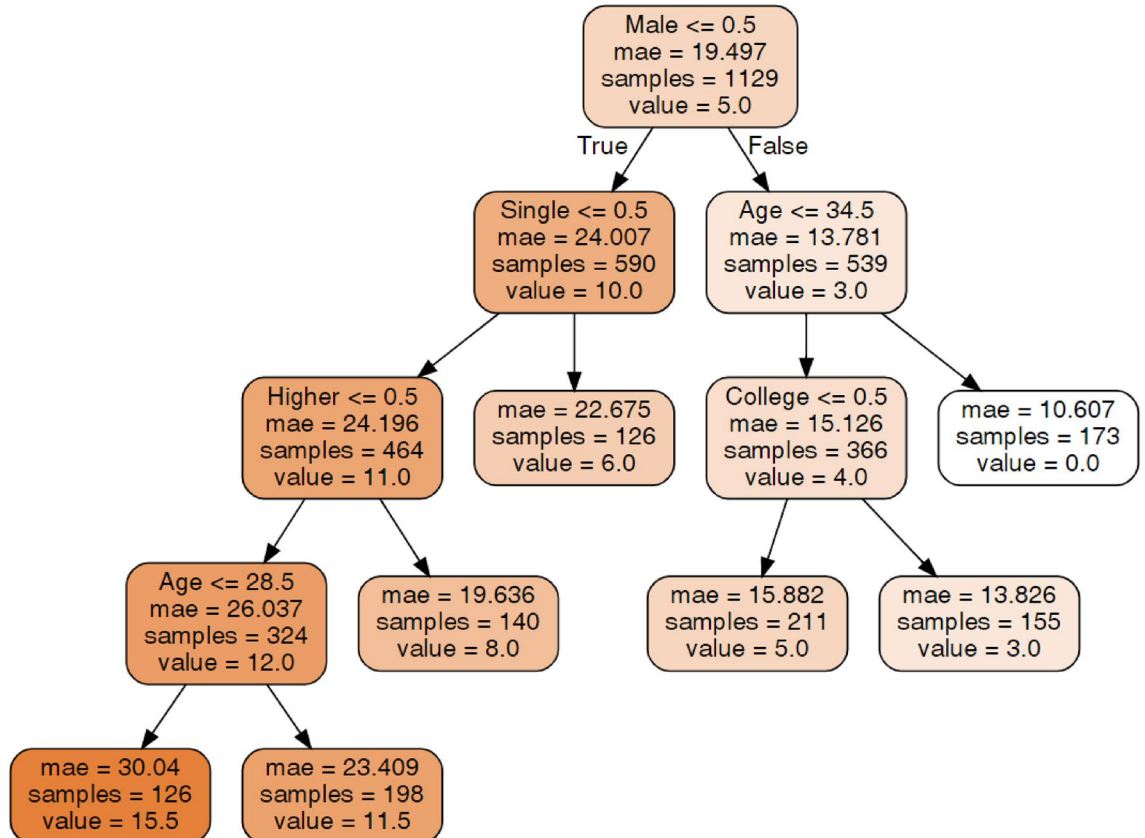 Male <= 0.5
mae = 19.497
samples = 1129
value = 5.0
True
False
Single <= 0.5
mae = 24.007
samples = 590
value = 10.0
Age <= 34.5
mae = 13.781
samples = 539
value = 3.0
Higher <= 0.5
mae = 24.196
samples = 464
value = 11.0
mae = 22.675
samples = 126
value = 6.0
College <= 0.5
mae = 15.126
samples = 366
value = 4.0
mae = 10.607
samples = 173
value = 0.0
Age <= 28.5
mae = 26.037
samples = 324
value = 12.0
mae = 19.636
samples = 140
value = 8.0
mae = 15.882
samples = 211
value = 5.0
mae = 13.826
samples = 155
value = 3.0
mae = 30.04
samples = 126
value = 15.5
mae = 23.409
samples = 198
value = 11.5